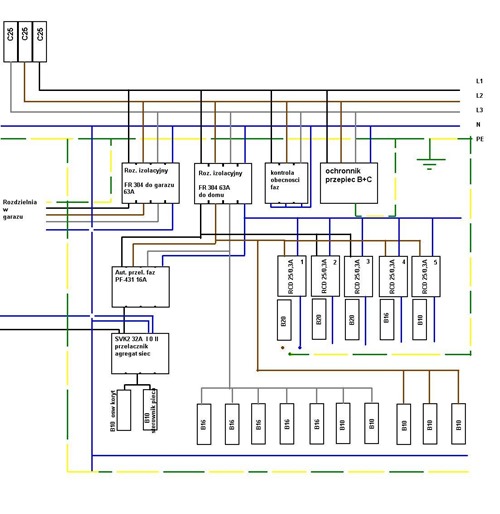 C25
C25
C25
L1
L2
L3
N
PE
Roz. izolacyjny
FR 304 do garazu
63A
Roz. izolacyjny
FR 304 63A
do domu
kontrola
obecnosci
faz
ochronnik
przepiec B+C
Rozdzielnia
w
garazu
Aut. przel. faz
PF-431 16A
RCD 25/0,3A
1
RCD 25/0,3A
2
RCD 25/0,3A
3
RCD 25/0,3A
4
RCD 25/0,3A
5
B20
B20
B20
B16
B10
SVK2 32A I 0 II
przelacznik
agregat siec
B10 osw koryt
B10
sterownik pieca
B16
B16
B16
B16
B10
B10
B10
B10
B10
B10